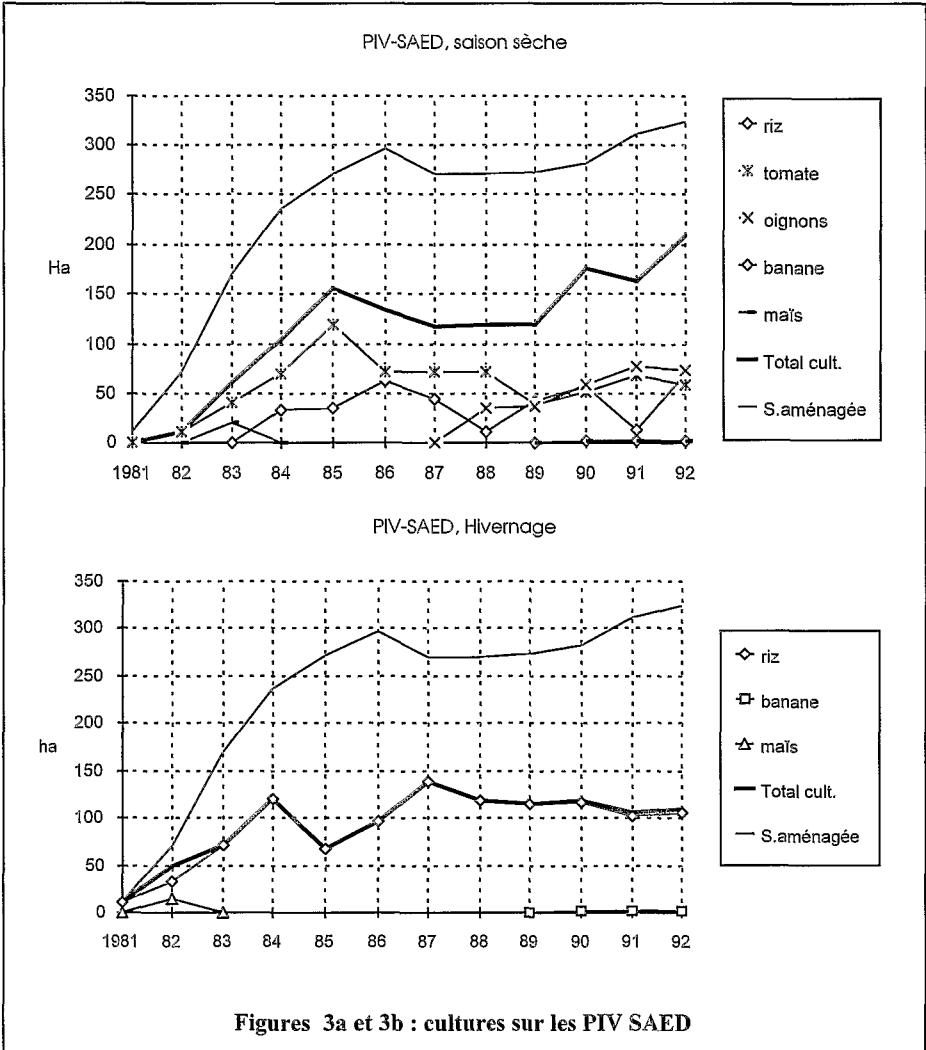 PIV-SAED, saison sèche
350
300
250
200
150
100
50
0
Ha
1981 82 83 84 85 86 87 88 89 90 91 92
riz
tomate
oignons
banane
maïs
Total cult.
S.aménagée
PIV-SAED, Hivernage
350
300
250
200
150
100
50
0
ha
1981 82 83 84 85 86 87 88 89 90 91 92
riz
banane
maïs
Total cult.
S.aménagée
Figures 3a et 3b : cultures sur les PIV SAED